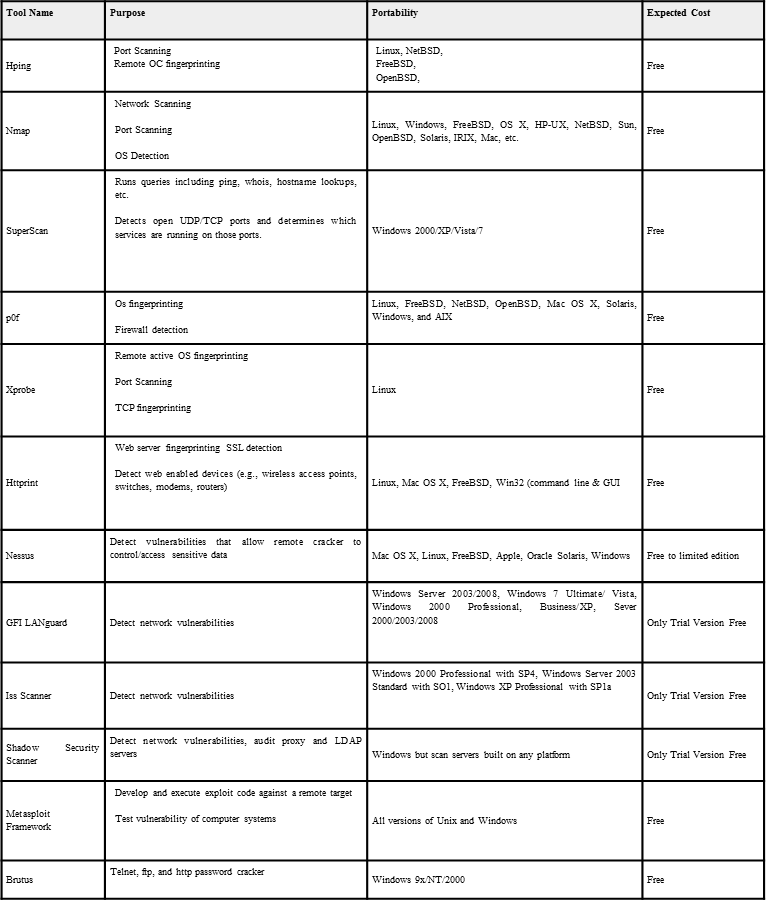 Tool Name Purpose Portability Expected Cost
Hping
Port Scanning
Remote OC fingerprinting
Linux, NetBSD,
FreeBSD,
OpenBSD,
Free
Nmap
Network Scanning
Port Scanning
OS Detection
Linux, Windows, FreeBSD, OS X, HP-UX, NetBSD, Sun,
OpenBSD, Solaris, IRIX, Mac, etc.
Free
SuperScan
Runs queries including ping, whois, hostname lookups,
etc.
Detects open UDP/TCP ports and determines which
services are running on those ports.
Windows 2000/XP/Vista/7
Free
p0f
Os fingerprinting
Firewall detection
Linux, FreeBSD, NetBSD, OpenBSD, Mac OS X, Solaris,
Windows, and AIX
Free
Xprobe
Remote active OS fingerprinting
Port Scanning
TCP fingerprinting
Linux
Free
Httprint
Web server fingerprinting SSL detection
Detect web enabled devices (e.g., wireless access points,
switches, modems, routers)
Linux, Mac OS X, FreeBSD, Win32 (command line & GUI
Free
Nessus
Detect vulnerabilities that allow remote cracker to
control/access sensitive data
Mac OS X, Linux, FreeBSD, Apple, Oracle Solaris, Windows
Free to limited edition
GFI LANguard
Detect network vulnerabilities
Windows Server 2003/2008, Windows 7 Ultimate/ Vista,
Windows 2000 Professional, Business/XP, Sever
2000/2003/2008
Only Trial Version Free
Iss Scanner
Detect network vulnerabilities
Windows 2000 Professional with SP4, Windows Server 2003
Standard with SO1, Windows XP Professional with SP1a
Only Trial Version Free
Shadow Security
Scanner
Detect network vulnerabilities, audit proxy and LDAP
servers
Windows but scan servers built on any platform
Only Trial Version Free
Metasploit
Framework
Develop and execute exploit code against a remote target
Test vulnerability of computer systems
All versions of Unix and Windows
Free
Brutus
Telnet, ftp, and http password cracker
Windows 9x/NT/2000
Free